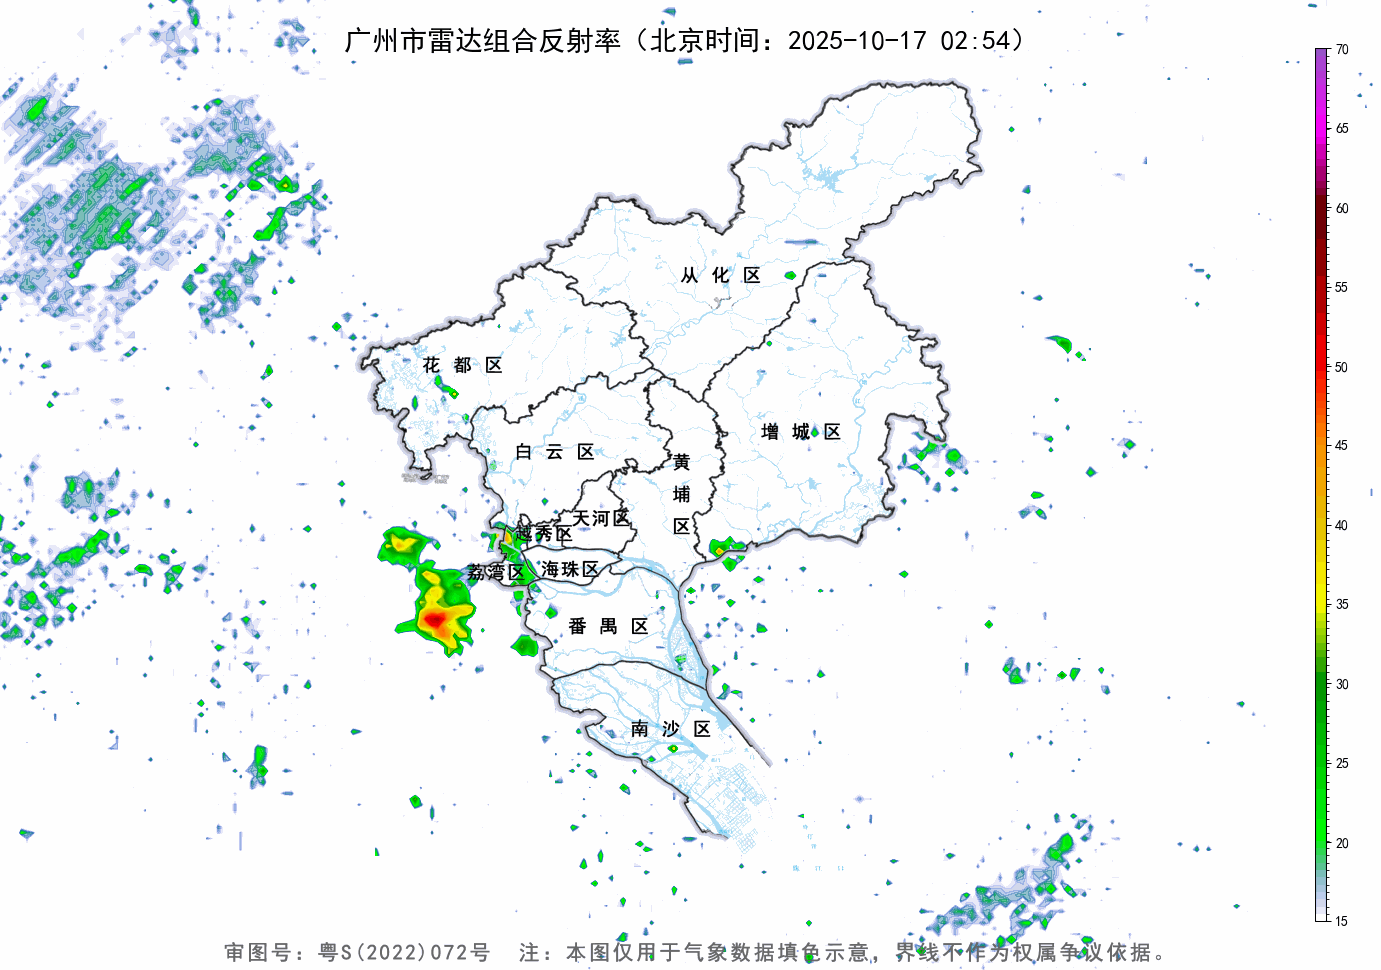 广州市雷达组合反射率（北京时间：2025-10-17 02:54）
70
65
60
55
50
45
40
35
30
25
20
15
从化区
花都区
增城区
白云区
黄埔区
天河区
越秀区
荔湾区
海珠区
番禺区
南沙区
审图号：粤S(2022)072号 注：本图仅用于气象数据填色示意，界线不作为权属争议依据。